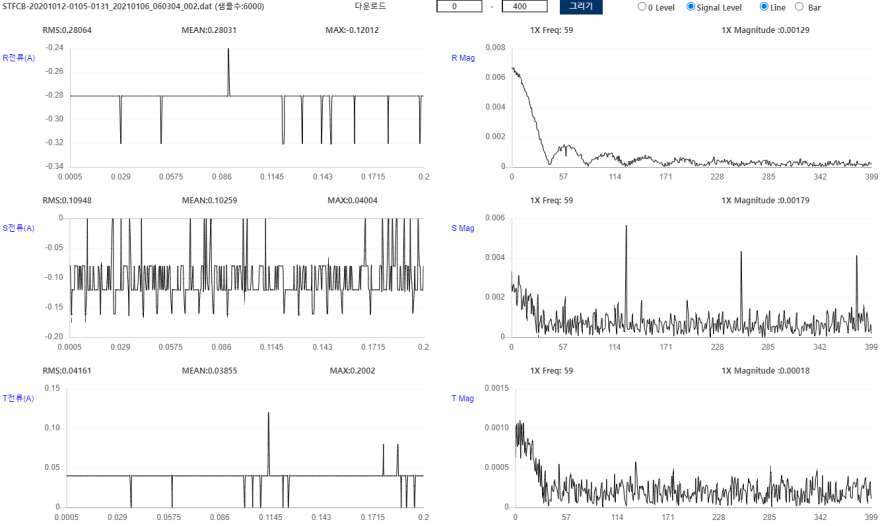 STFCB-20201012-0105-0131_20210106_060304_002.dat (샘플수:6000) 다운로드 0 - 400 그리기 0 Level Signal Level Line Bar
RMS:0.28064 MEAN:0.28031 MAX:-0.12012 1X Freq: 59 1X Magnitude :0.00129
R전류(A) R Mag
-0.24
-0.26
-0.28
-0.30
-0.32
-0.34
0.0005 0.029 0.0575 0.086 0.1145 0.143 0.1715 0.2
0.008
0.006
0.004
0.002
0
0 57 114 171 228 285 342 399
RMS:0.10948 MEAN:0.10259 MAX:0.04004 1X Freq: 59 1X Magnitude :0.00179
S전류(A) S Mag
0
-0.05
-0.10
-0.15
-0.20
0.0005 0.029 0.0575 0.086 0.1145 0.143 0.1715 0.2
0.006
0.004
0.002
0
0 57 114 171 228 285 342 399
RMS:0.04161 MEAN:0.03855 MAX:0.2002 1X Freq: 59 1X Magnitude :0.00018
T전류(A) T Mag
0.15
0.10
0.05
0
0.0005 0.029 0.0575 0.086 0.1145 0.143 0.1715 0.2
0.0015
0.0010
0.0005
0
0 57 114 171 228 285 342 399